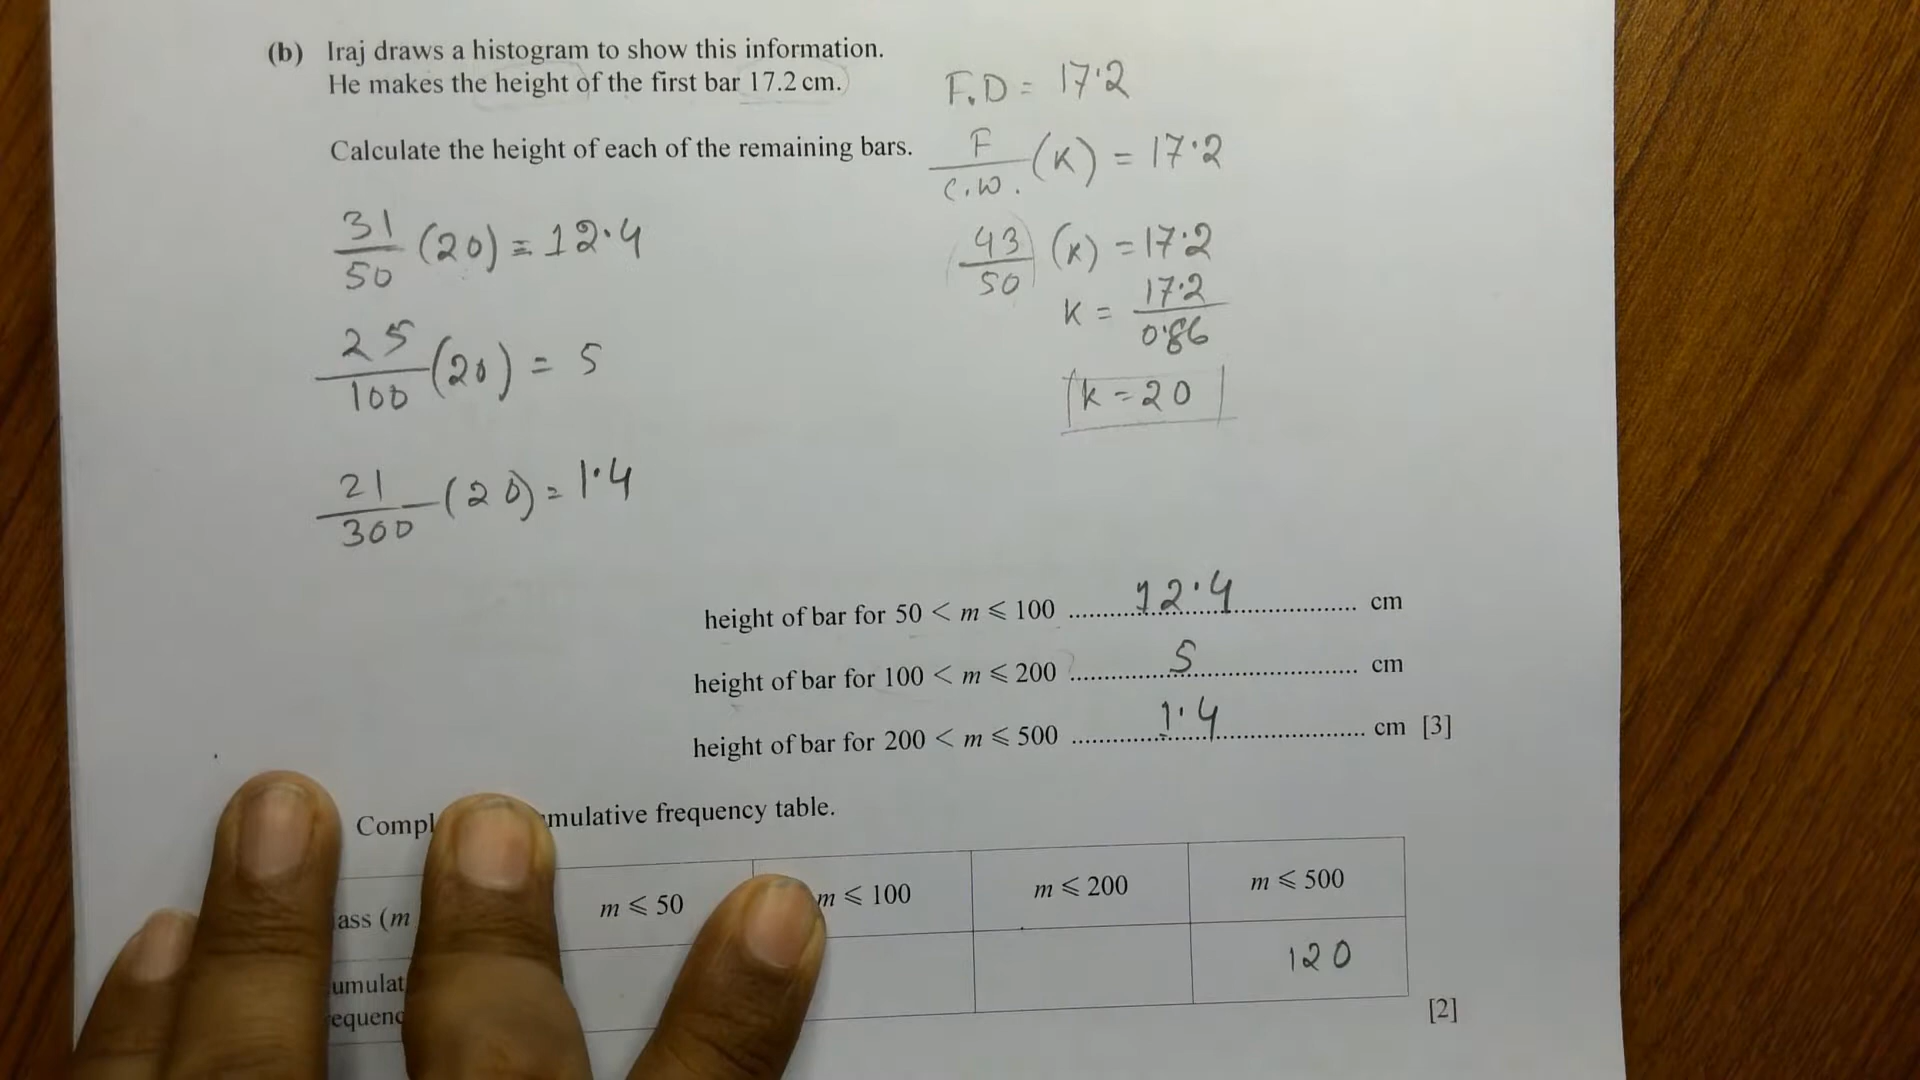 (b) Iraj draws a histogram to show this information.
He makes the height of the first bar 17.2 cm.
Calculate the height of each of the remaining bars.
F.D = 17.2
F/C.W. (K) = 17.2
43/50 (K) = 17.2
K = 17.2/0.86
k = 20
31/50 (20) = 12.4
25/100 (20) = 5
21/300 (20) = 1.4
height of bar for 50 < m ⩽ 100 12.4 cm
height of bar for 100 < m ⩽ 200 5 cm
height of bar for 200 < m ⩽ 500 1.4 cm [3]
Compl mulative frequency table.
ass (m m ⩽ 50 m ⩽ 100 m ⩽ 200 m ⩽ 500
umulat 120
requenc
[2]